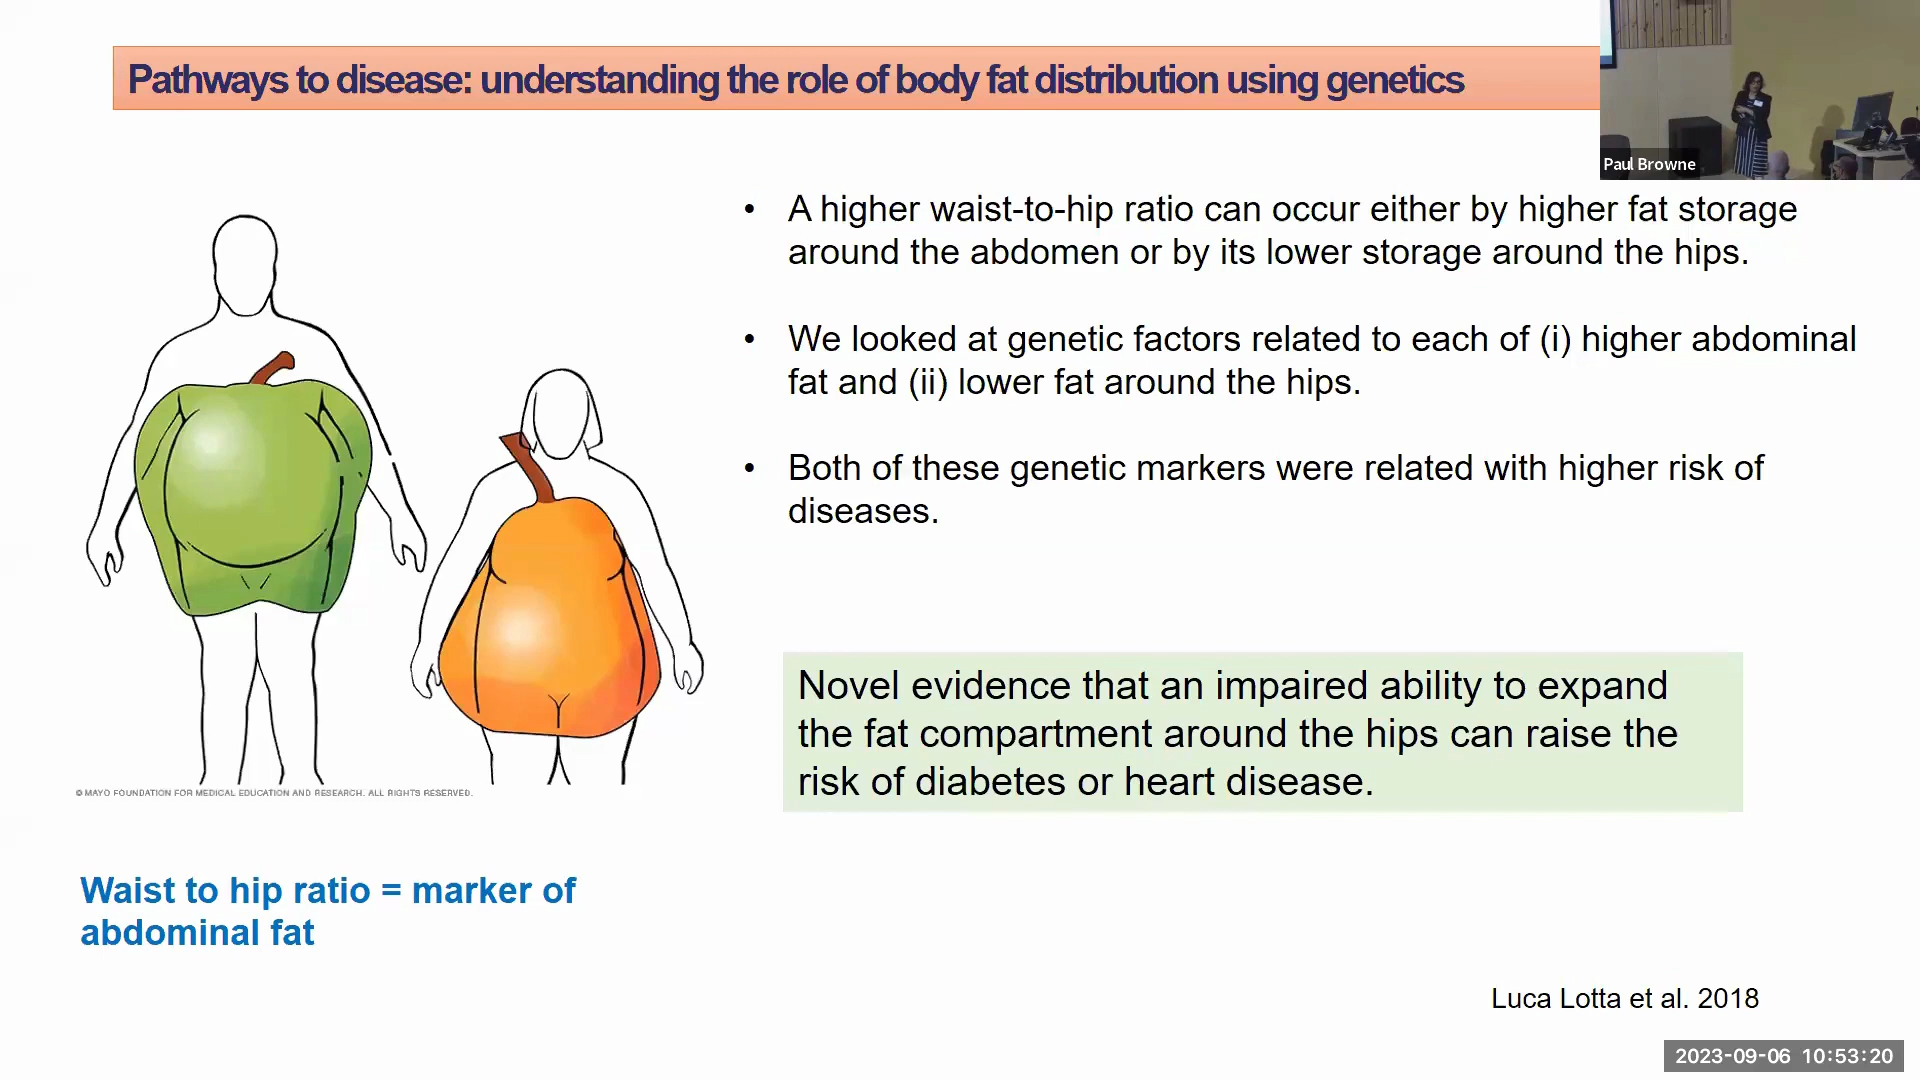 Pathways to disease: understanding the role of body fat distribution using genetics
Paul Browne
• A higher waist-to-hip ratio can occur either by higher fat storage
around the abdomen or by its lower storage around the hips.
• We looked at genetic factors related to each of (i) higher abdominal
fat and (ii) lower fat around the hips.
• Both of these genetic markers were related with higher risk of
diseases.
Novel evidence that an impaired ability to expand
the fat compartment around the hips can raise the
risk of diabetes or heart disease.
© MAYO FOUNDATION FOR MEDICAL EDUCATION AND RESEARCH. ALL RIGHTS RESERVED.
Waist to hip ratio = marker of
abdominal fat
Luca Lotta et al. 2018
2023-09-06 10:53:20